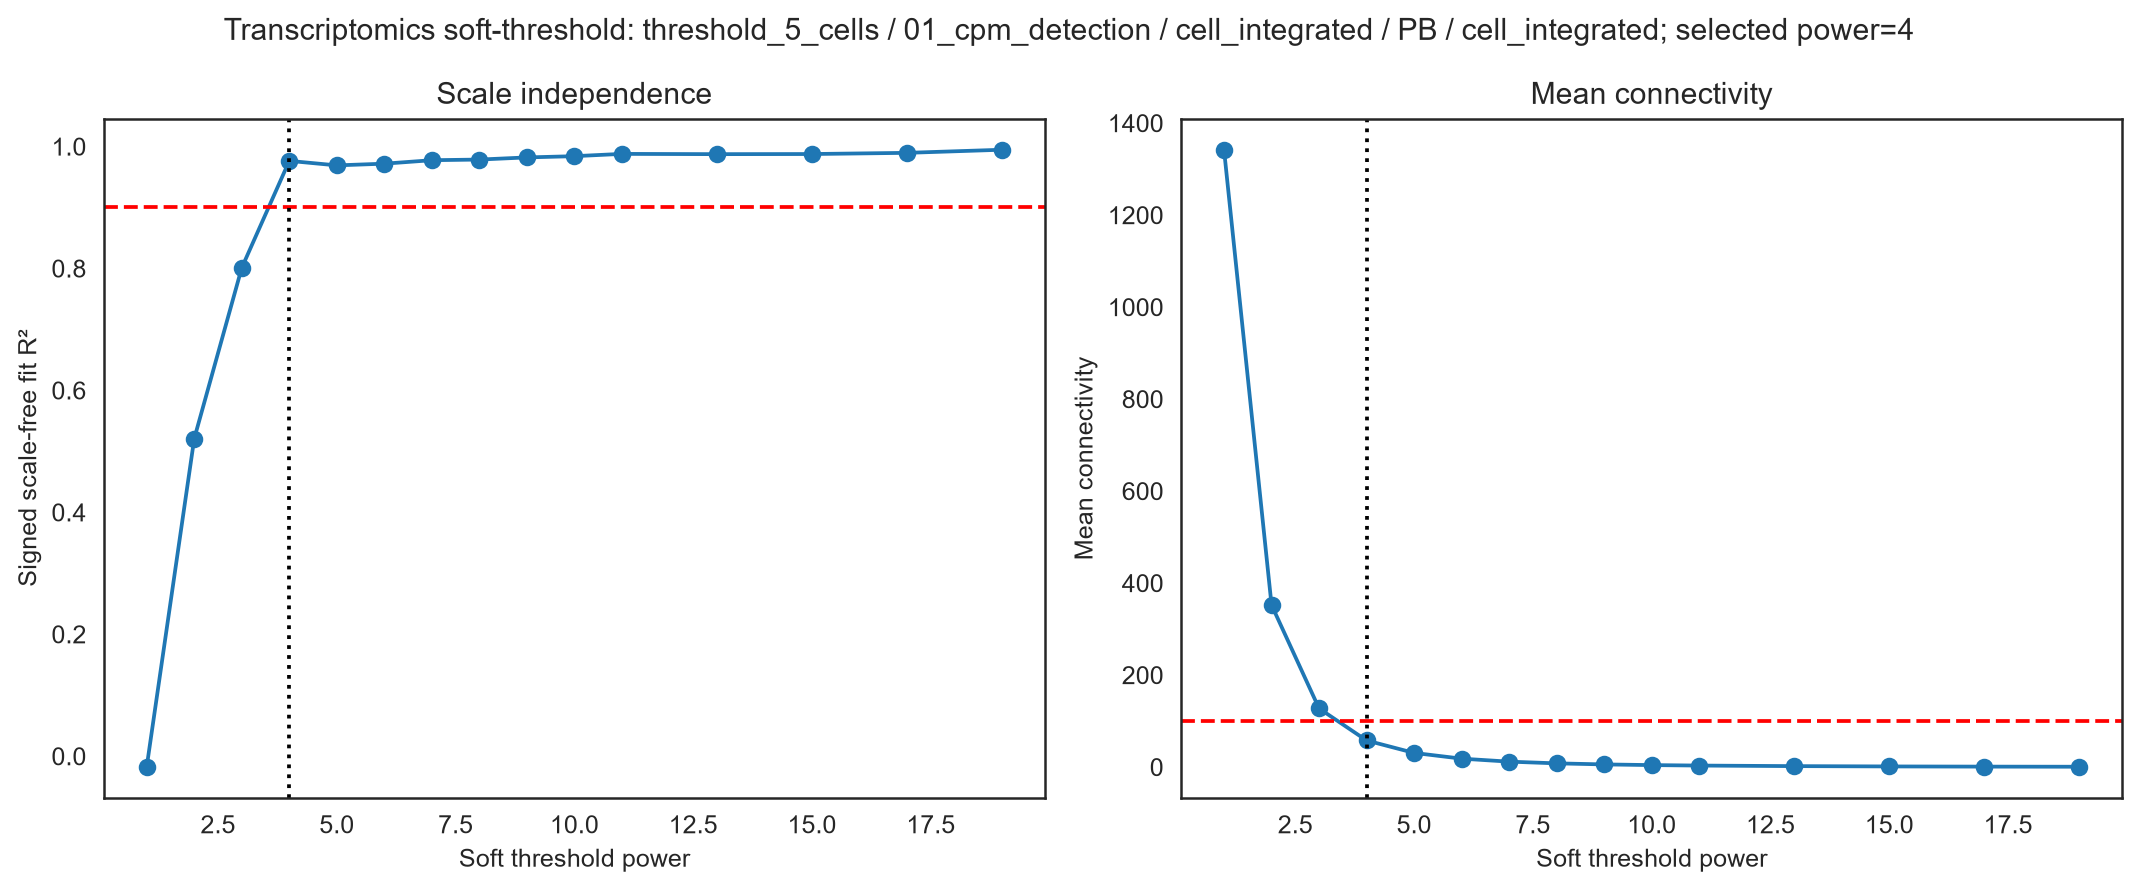 Transcriptomics soft-threshold: threshold_5_cells / 01_cpm_detection / cell_integrated / PB / cell_integrated; selected power=4
Scale independence
Signed scale-free fit R²
1.0
0.8
0.6
0.4
0.2
0.0
2.5 5.0 7.5 10.0 12.5 15.0 17.5
Soft threshold power
Mean connectivity
Mean connectivity
1400
1200
1000
800
600
400
200
0
2.5 5.0 7.5 10.0 12.5 15.0 17.5
Soft threshold power